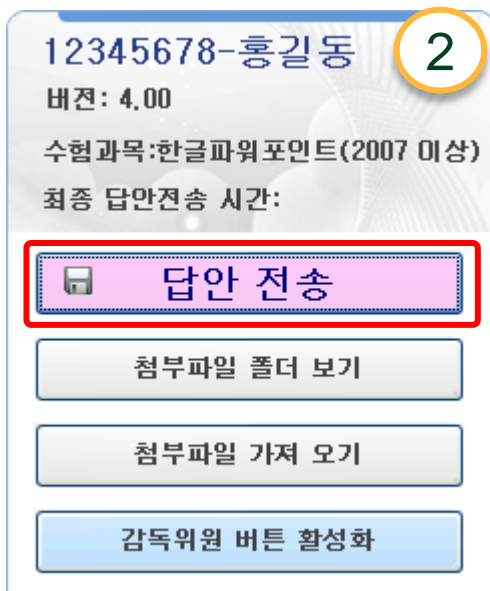 12345678-홍길동
2
버젼: 4.00
수험과목:한글파워포인트(2007 이상)
최종 답안전송 시간:
답안 전송
첨부파일 폴더 보기
첨부파일 가져 오기
감독위원 버튼 활성화